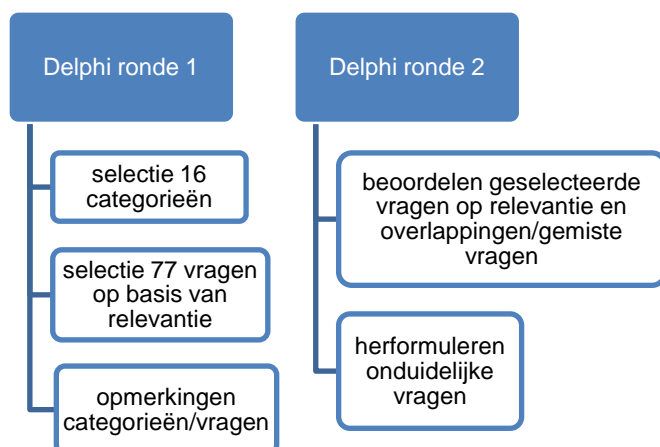 Delphi ronde 1
selectie 16
categorieën
selectie 77 vragen
op basis van
relevantie
opmerkingen
categorieën/vragen
Delphi ronde 2
beoordelen geselecteerde
vragen op relevantie en
overlappingen/gemiste
vragen
herformuleren
onduidelijke
vragen